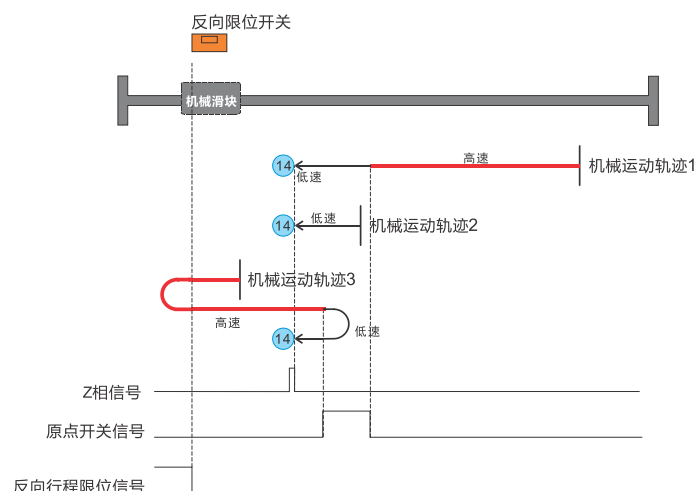 反向限位开关
机械滑块
高速
14
低速
机械运动轨迹1
低速
14
机械运动轨迹2
机械运动轨迹3
高速
低速
14
Z相信号
原点开关信号
反向行程限位信号